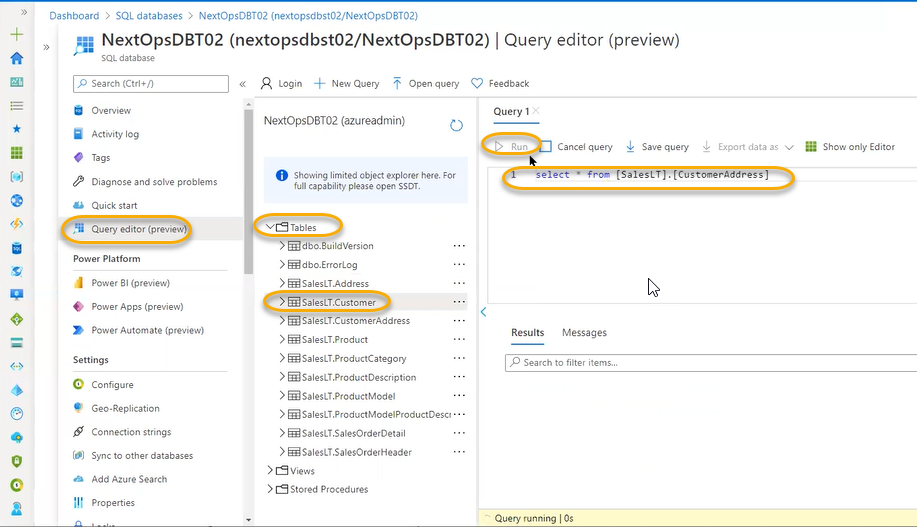 Dashboard > SQL databases > NextOpsDBT02 (nextopsdbst02/NextOpsDBT02)
NextOpsDBT02 (nextopsdbst02/NextOpsDBT02) | Query editor (preview)
SQL database
Search (Ctrl+/)
Overview
Activity log
Tags
Diagnose and solve problems
Quick start
Query editor (preview)
Power Platform
Power BI (preview)
Power Apps (preview)
Power Automate (preview)
Settings
Configure
Geo-Replication
Connection strings
Sync to other databases
Add Azure Search
Properties
Locks
Login
New Query
Open query
Feedback
NextOpsDBT02 (azureadmin)
Showing limited object explorer here. For
full capability please open SSDT.
Tables
dbo.BuildVersion
dbo.ErrorLog
SalesLT.Address
SalesLT.Customer
SalesLT.CustomerAddress
SalesLT.Product
SalesLT.ProductCategory
SalesLT.ProductDescription
SalesLT.ProductModel
SalesLT.ProductModelProductDescr
SalesLT.SalesOrderDetail
SalesLT.SalesOrderHeader
Views
Stored Procedures
Query 1
Run
Cancel query
Save query
Export data as
Show only Editor
1 select * from [SalesLT].[CustomerAddress]
Results
Messages
Search to filter items...
Query running | 0s